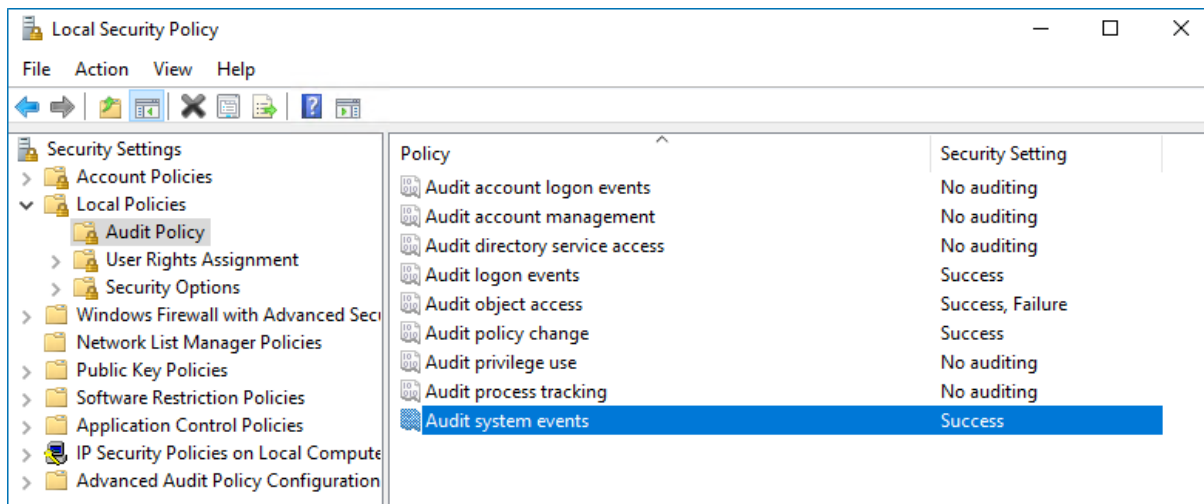 Local Security Policy
File Action View Help
Security Settings
Account Policies
Local Policies
Audit Policy
User Rights Assignment
Security Options
Windows Firewall with Advanced Secu
Network List Manager Policies
Public Key Policies
Software Restriction Policies
Application Control Policies
IP Security Policies on Local Compute
Advanced Audit Policy Configuration
Policy Security Setting
Audit account logon events No auditing
Audit account management No auditing
Audit directory service access No auditing
Audit logon events Success
Audit object access Success, Failure
Audit policy change Success
Audit privilege use No auditing
Audit process tracking No auditing
Audit system events Success